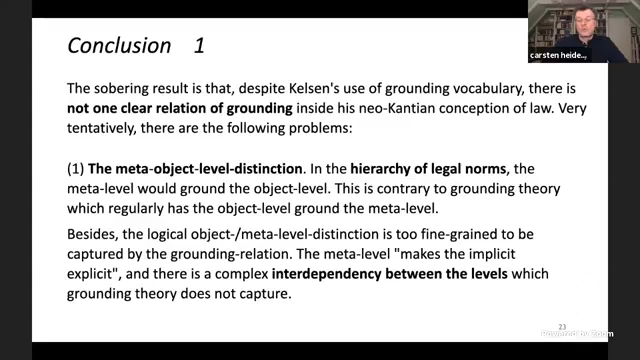 Conclusion 1
carsten heide...
The sobering result is that, despite Kelsen's use of grounding vocabulary, there is
not one clear relation of grounding inside his neo-Kantian conception of law. Very
tentatively, there are the following problems:
(1) The meta-object-level-distinction. In the hierarchy of legal norms, the
meta-level would ground the object-level. This is contrary to grounding theory
which regularly has the object-level ground the meta-level.
Besides, the logical object-/meta-level-distinction is too fine-grained to be
captured by the grounding-relation. The meta-level "makes the implicit
explicit", and there is a complex interdependency between the levels which
grounding theory does not capture.
23
Powered by Zoom